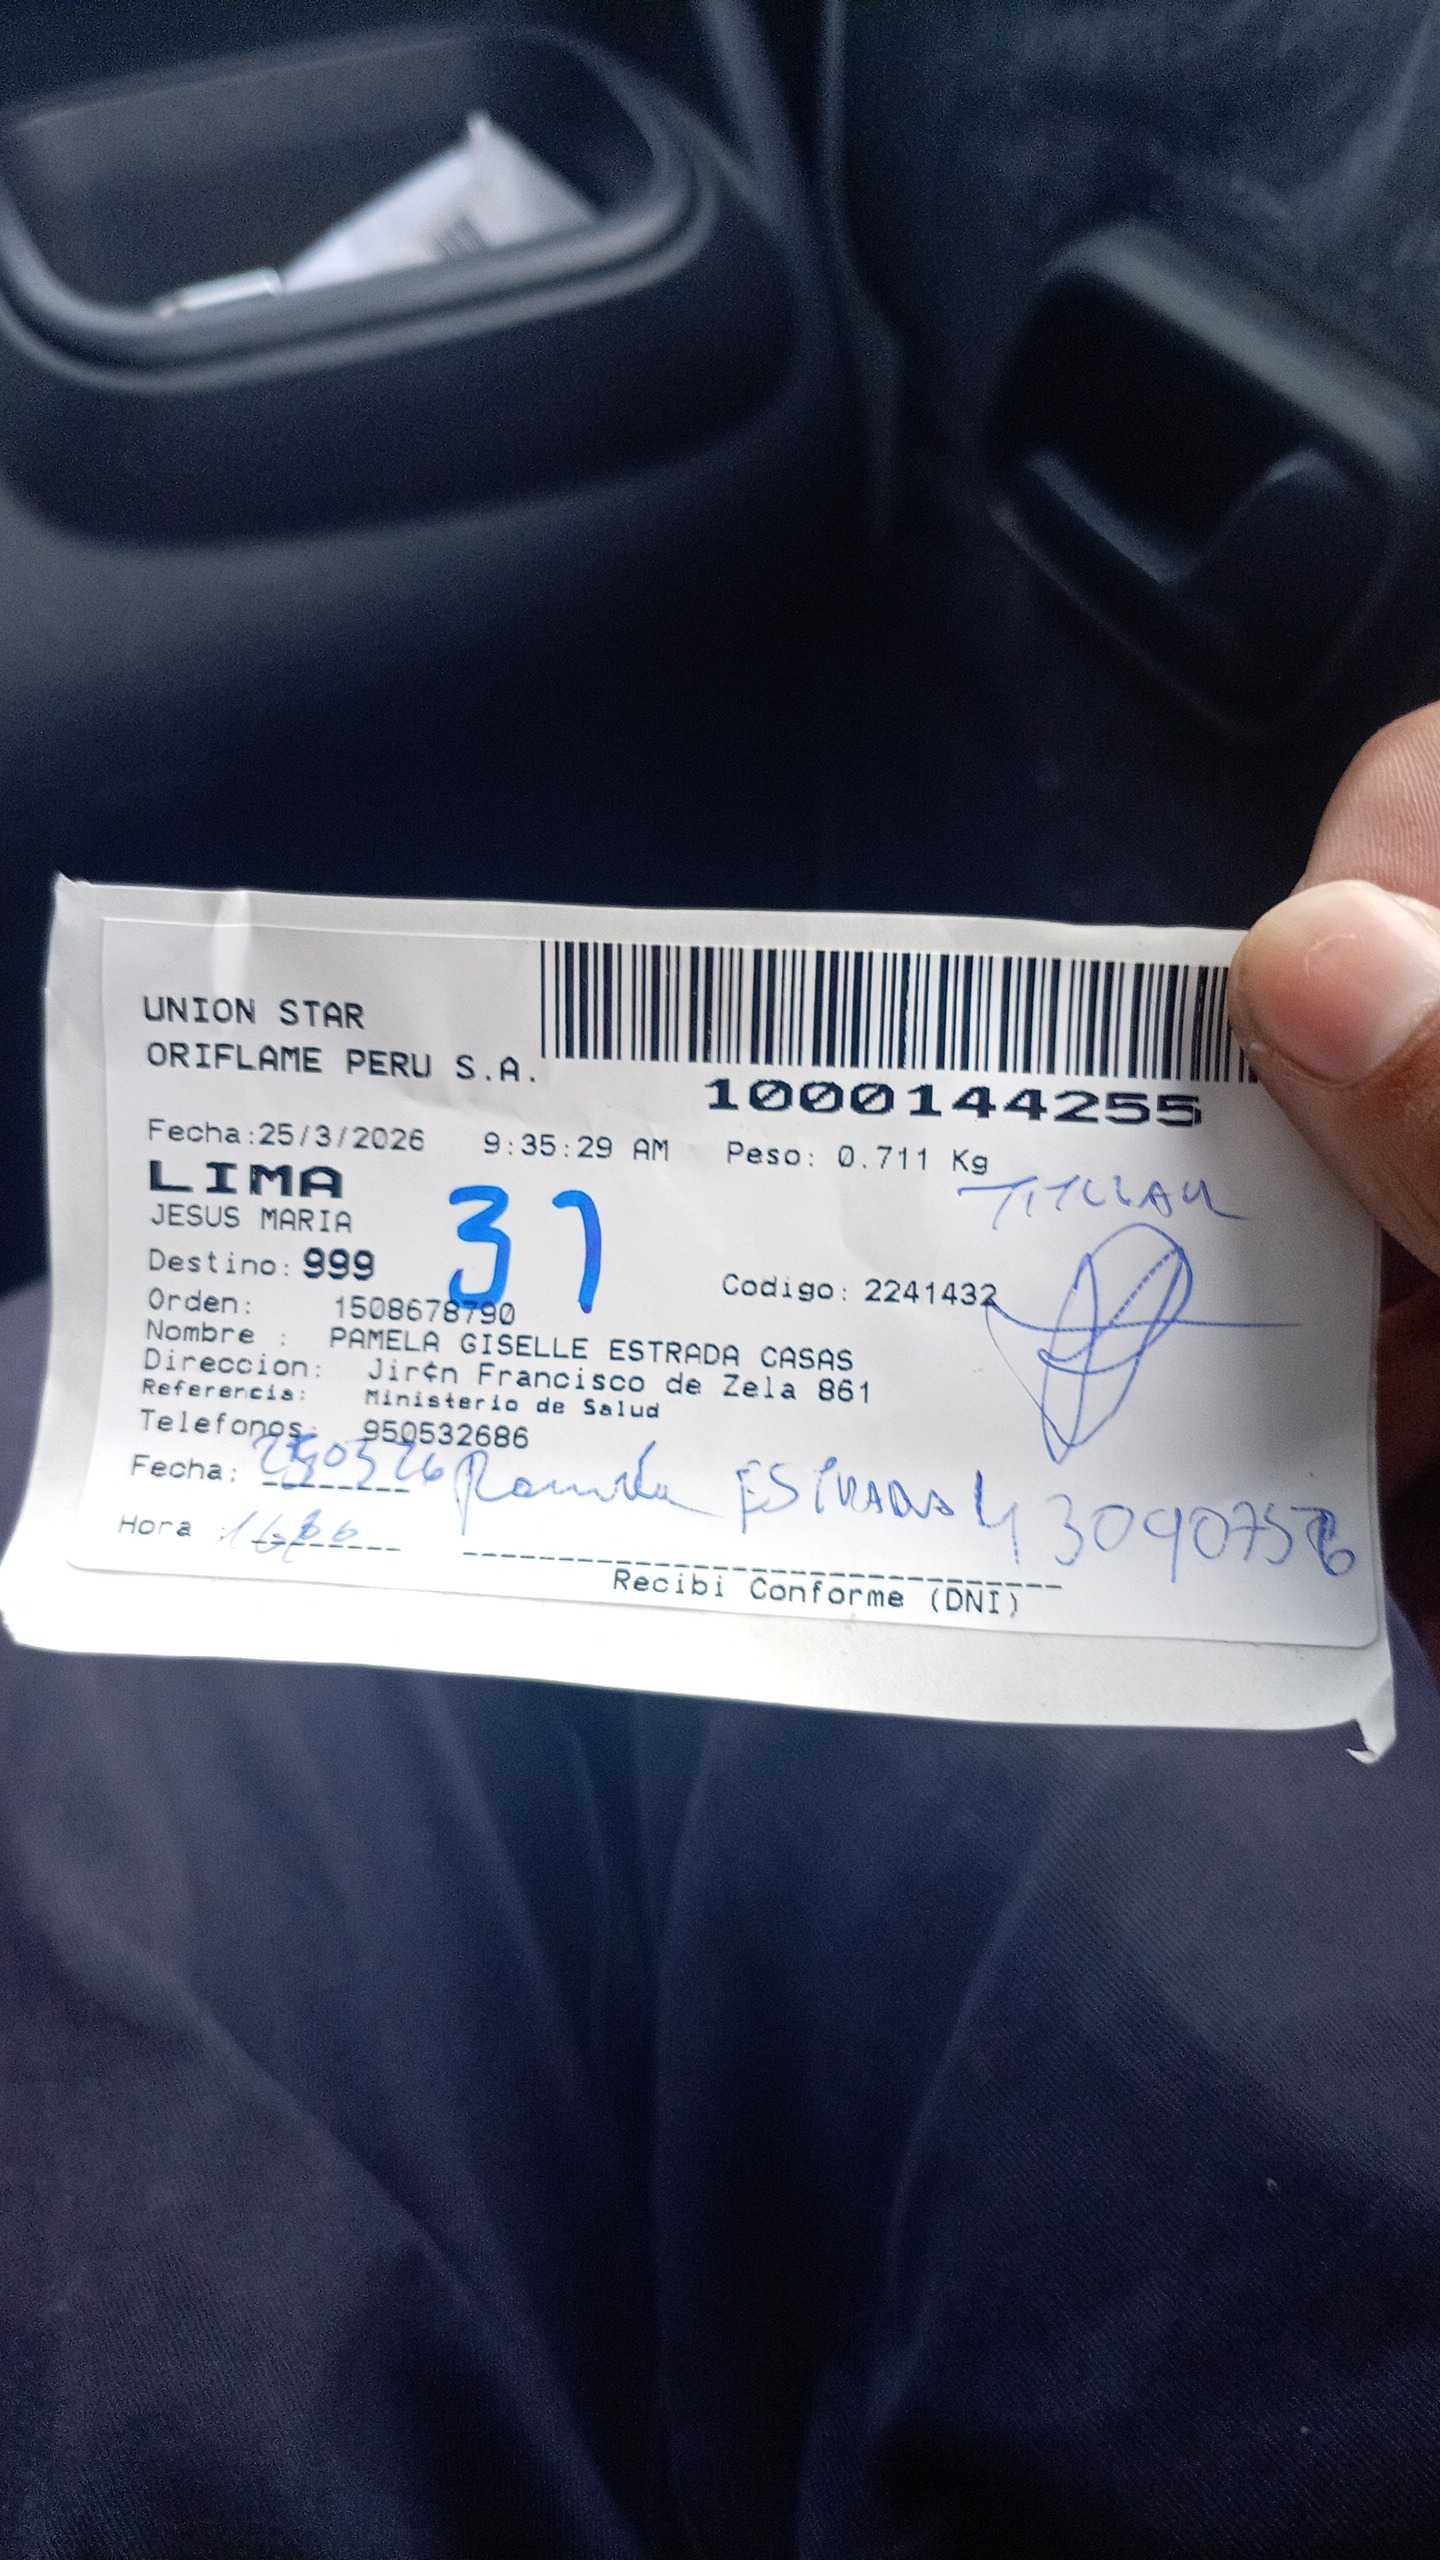 UNION STAR
ORIFLAME PERU S.A.
1000144255
Fecha:25/3/2026 9:35:29 AM Peso: 0.711 Kg
LIMA
JESUS MARIA
31
Destino: 999
Codigo: 2241432
Orden: 1508678790
Nombre : PAMELA GISELLE ESTRADA CASAS
Direccion: Jir¢n Francisco de Zela 861
Referencia: Ministerio de Salud
Telefonos: 950532686
Fecha: ESTRADA
Hora :
Recibi Conforme (DNI)